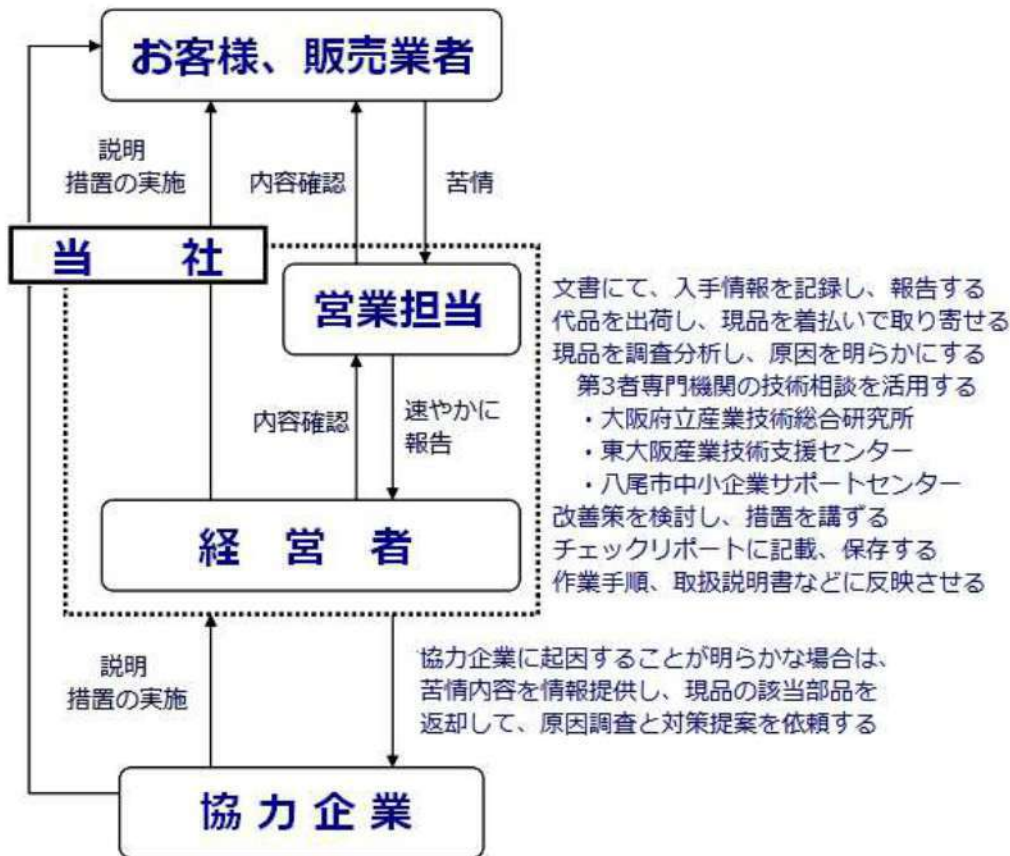 お客様、販売業者
説明
措置の実施
内容確認
苦情
当　社
営業担当
文書にて、入手情報を記録し、報告する
代品を出荷し、現品を着払いで取り寄せる
現品を調査分析し、原因を明らかにする
第3者専門機関の技術相談を活用する
・大阪府立産業技術総合研究所
・東大阪産業技術支援センター
・八尾市中小企業サポートセンター
改善策を検討し、措置を講ずる
チェックリポートに記載、保存する
作業手順、取扱説明書などに反映させる
内容確認
速やかに
報告
経　営　者
説明
措置の実施
協力企業に起因することが明らかな場合は、
苦情内容を情報提供し、現品の該当部品を
返却して、原因調査と対策提案を依頼する
協力企業